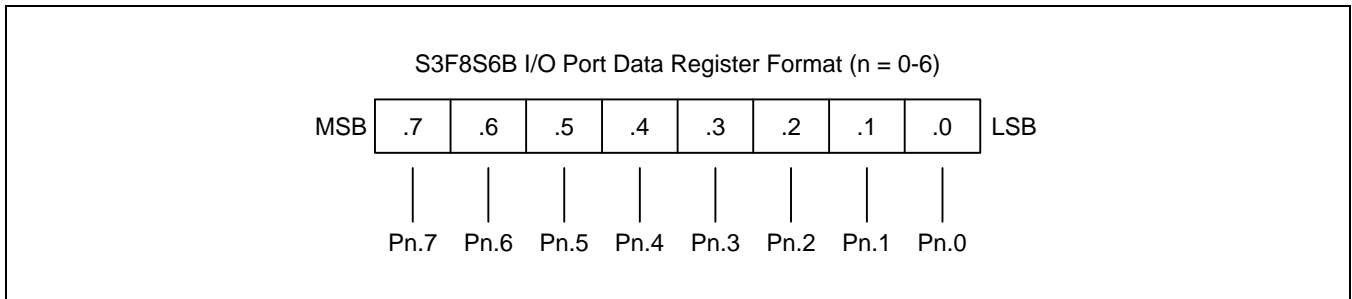 S3F8S6B I/O Port Data Register Format (n = 0-6)
MSB .7 .6 .5 .4 .3 .2 .1 .0 LSB
Pn.7 Pn.6 Pn.5 Pn.4 Pn.3 Pn.2 Pn.1 Pn.0